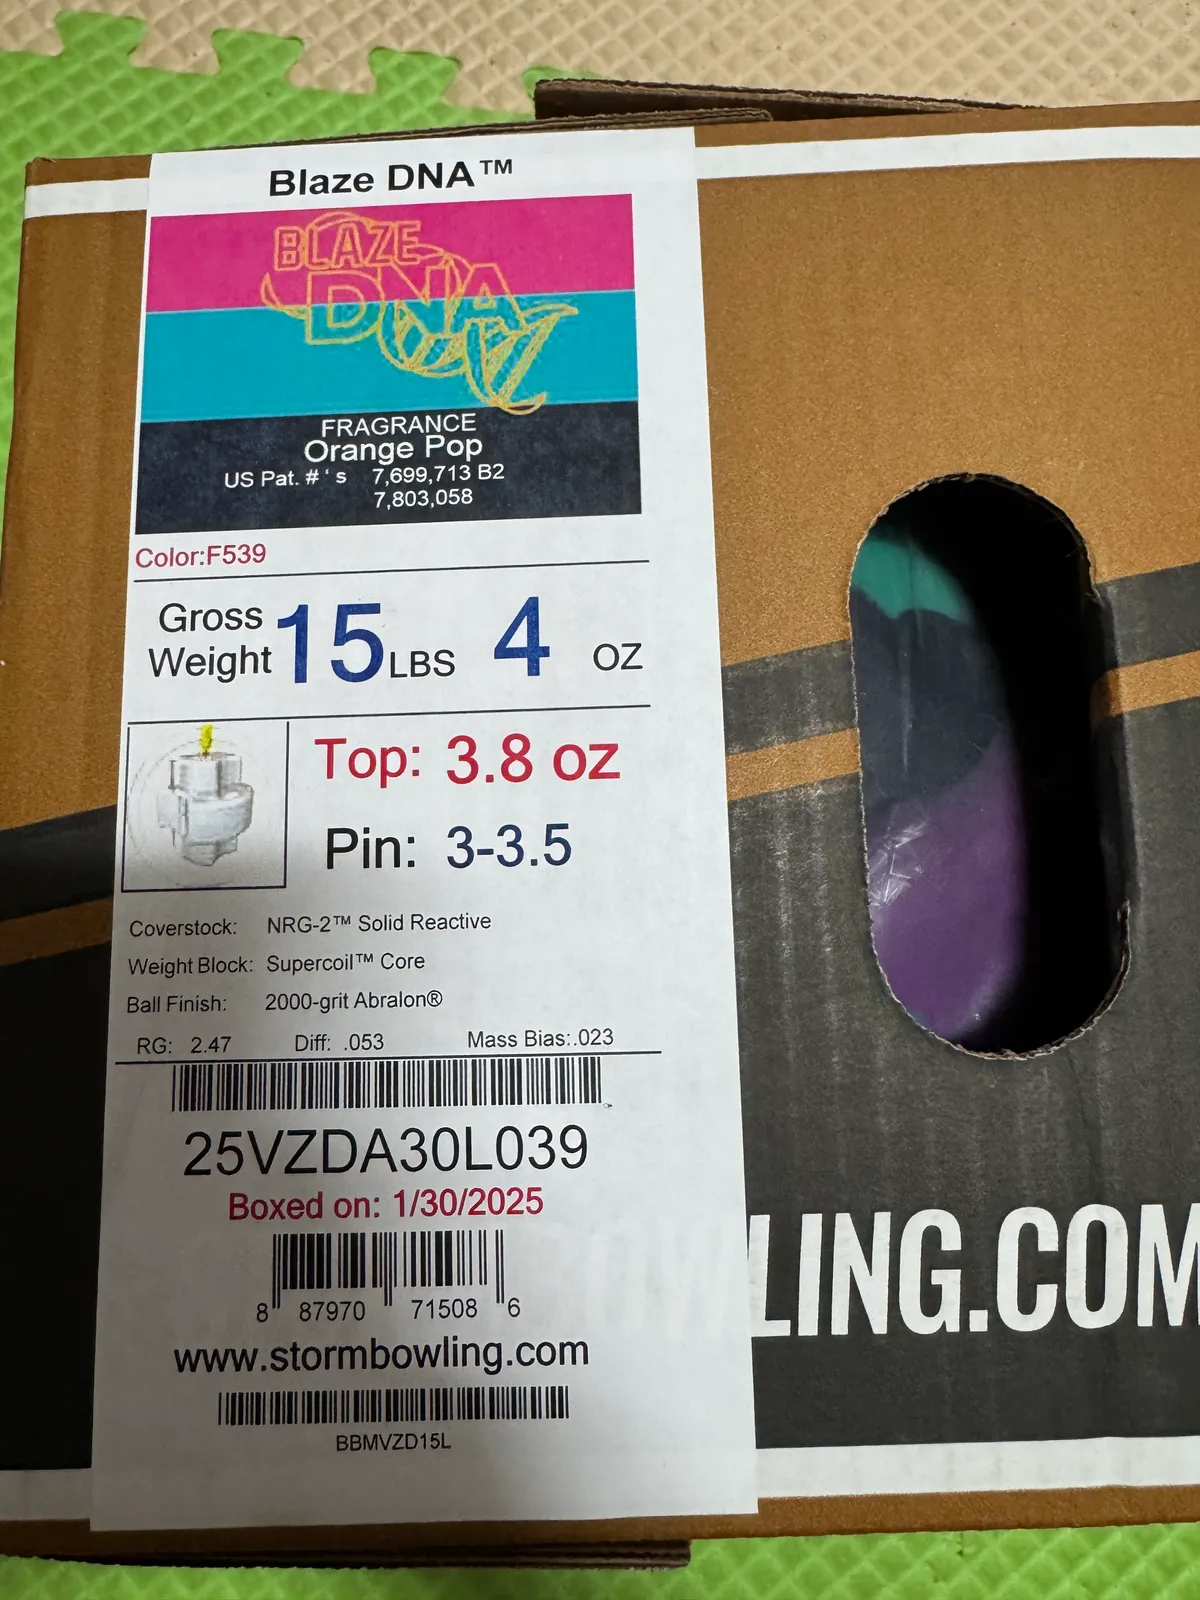 Blaze DNA™
BLAZE
DNA
FRAGRANCE
Orange Pop
US Pat. #'s 7,699,713 B2
7,803,058
Color:F539
Gross Weight 15 LBS 4 OZ
Top: 3.8 oz
Pin: 3-3.5
Coverstock: NRG-2™ Solid Reactive
Weight Block: Supercoil™ Core
Ball Finish: 2000-grit Abralon®
RG: 2.47 Diff: .053 Mass Bias:.023
25VZDA30L039
Boxed on: 1/30/2025
8 87970 71508 6
www.stormbowling.com
BBMVZD15L
LING.COM